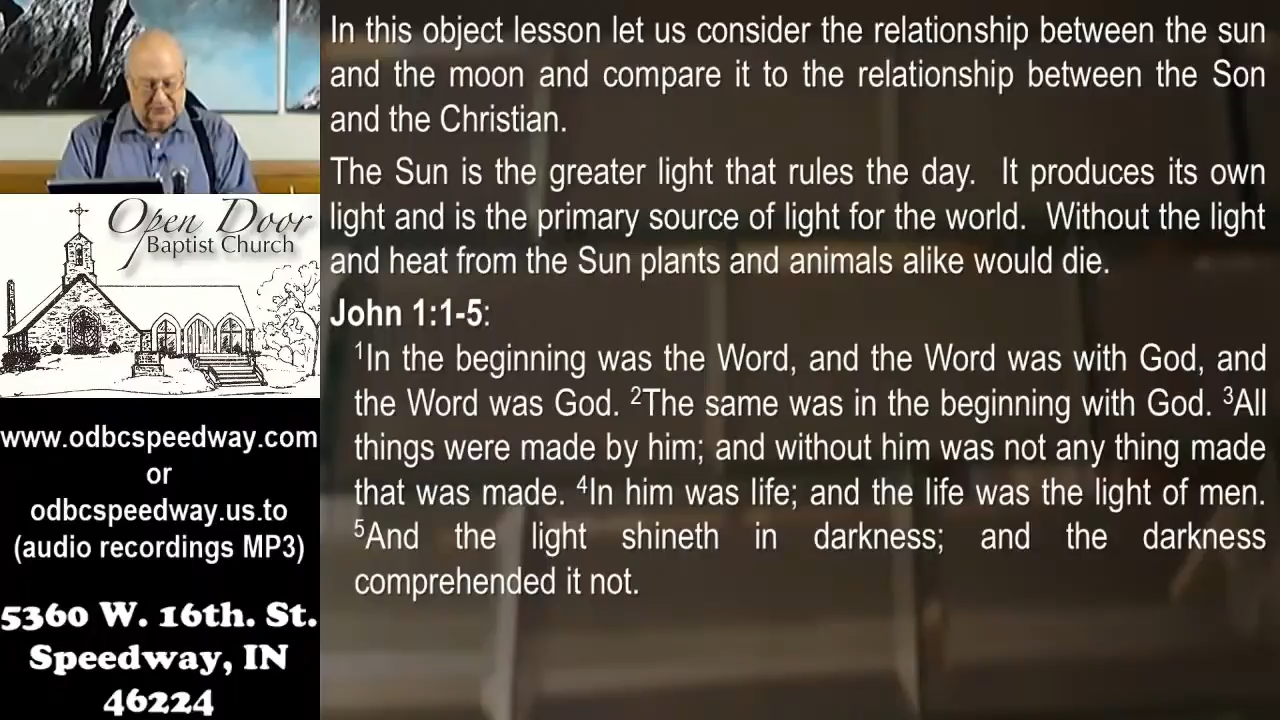 Open Door
Baptist Church
www.odbcspeedway.com
or
odbcspeedway.us.to
(audio recordings MP3)
5360 W. 16th. St.
Speedway, IN
46224
In this object lesson let us consider the relationship between the sun
and the moon and compare it to the relationship between the Son
and the Christian.
The Sun is the greater light that rules the day. It produces its own
light and is the primary source of light for the world. Without the light
and heat from the Sun plants and animals alike would die.
John 1:1-5:
1In the beginning was the Word, and the Word was with God, and
the Word was God. 2The same was in the beginning with God. 3All
things were made by him; and without him was not any thing made
that was made. 4In him was life; and the life was the light of men.
5And the light shineth in darkness; and the darkness
comprehended it not.